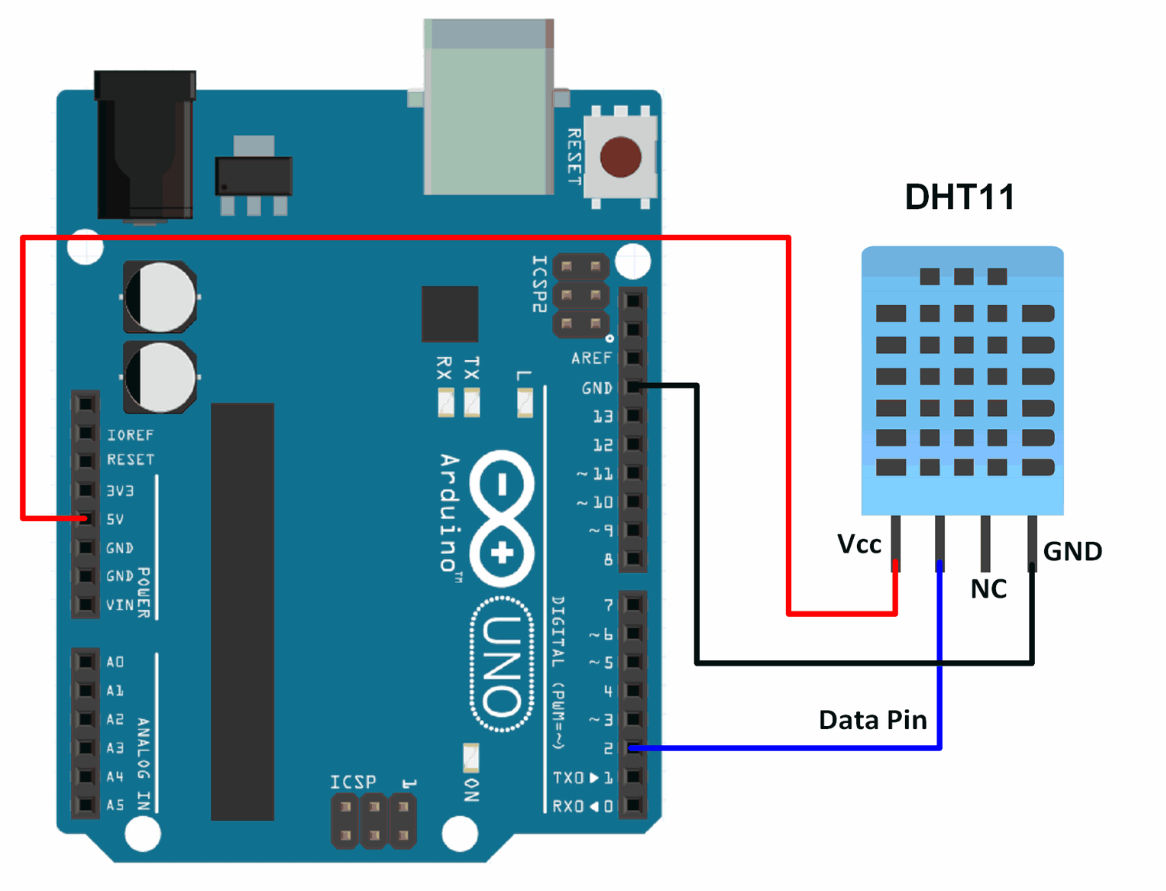 RESET
DHT11
ICSP2
AREF
GND
13
12
~11
~10
~9
8
RX
TX
L
IOREF
RESET
3V3
5V
GND
GND
VIN
POWER
Arduino™
UNO
DIGITAL (PWM=~)
7
~6
~5
4
~3
2
TX0►1
RX0◄0
A0
A1
A2
A3
A4
A5
ANALOG IN
ICSP
1
ON
Vcc
NC
GND
Data Pin